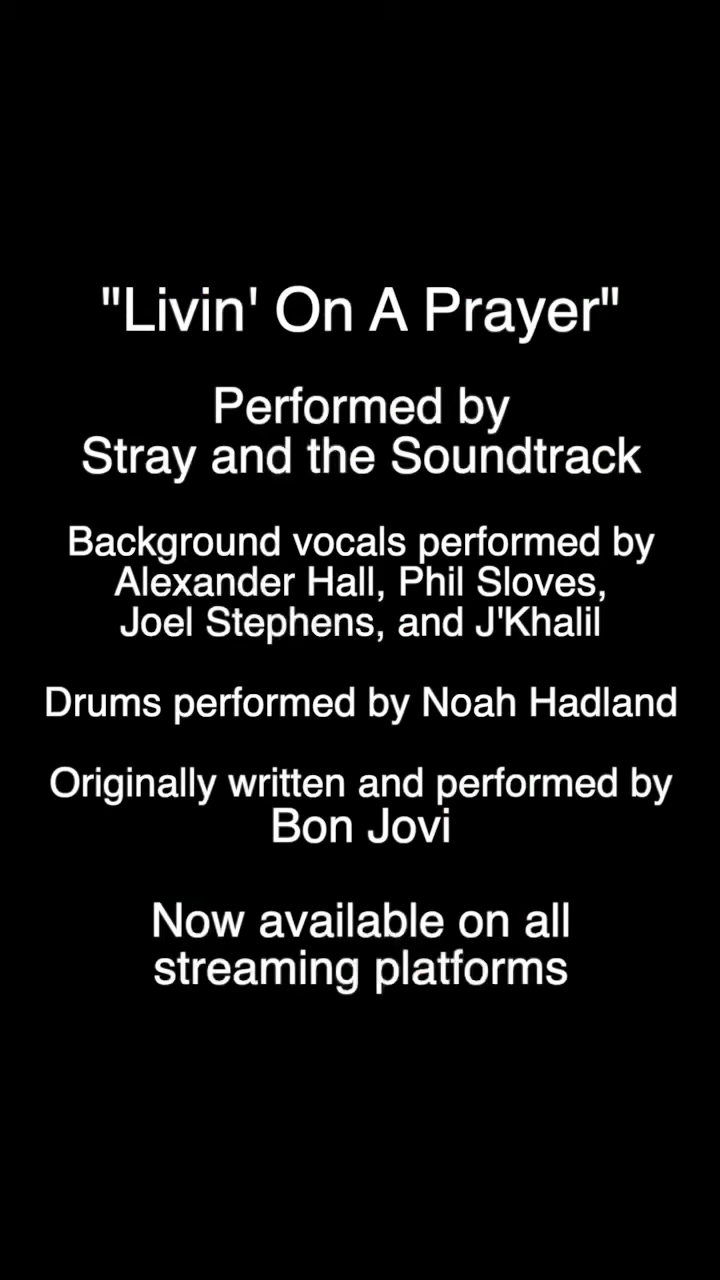 "Livin' On A Prayer"
Performed by
Stray and the Soundtrack
Background vocals performed by
Alexander Hall, Phil Sloves,
Joel Stephens, and J'Khalil
Drums performed by Noah Hadland
Originally written and performed by
Bon Jovi
Now available on all
streaming platforms